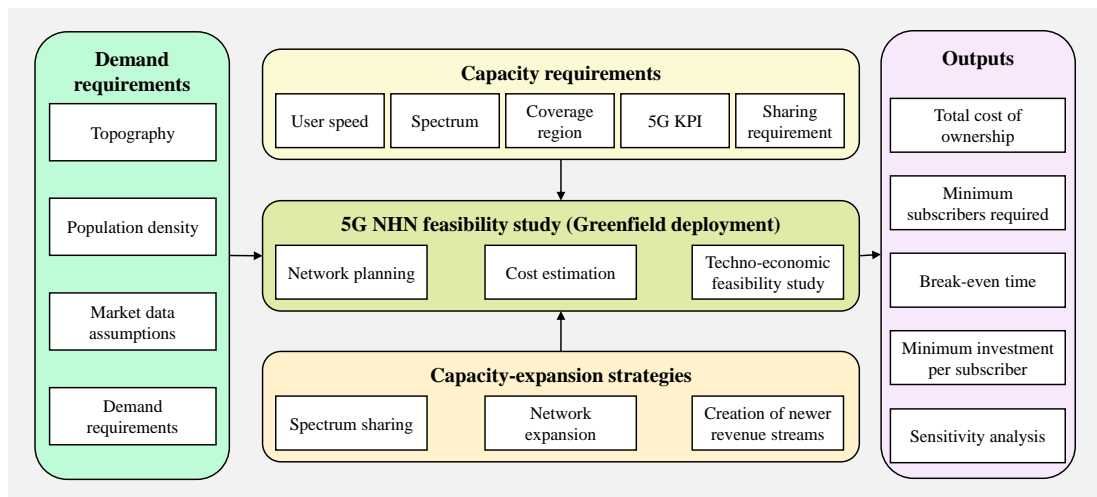 Demand
requirements
Topography
Population density
Market data
assumptions
Demand
requirements
Capacity requirements
User speed
Spectrum
Coverage
region
5G KPI
Sharing
requirement
5G NHN feasibility study (Greenfield deployment)
Network planning
Cost estimation
Techno-economic
feasibility study
Capacity-expansion strategies
Spectrum sharing
Network
expansion
Creation of newer
revenue streams
Outputs
Total cost of
ownership
Minimum
subscribers required
Break-even time
Minimum investment
per subscriber
Sensitivity analysis